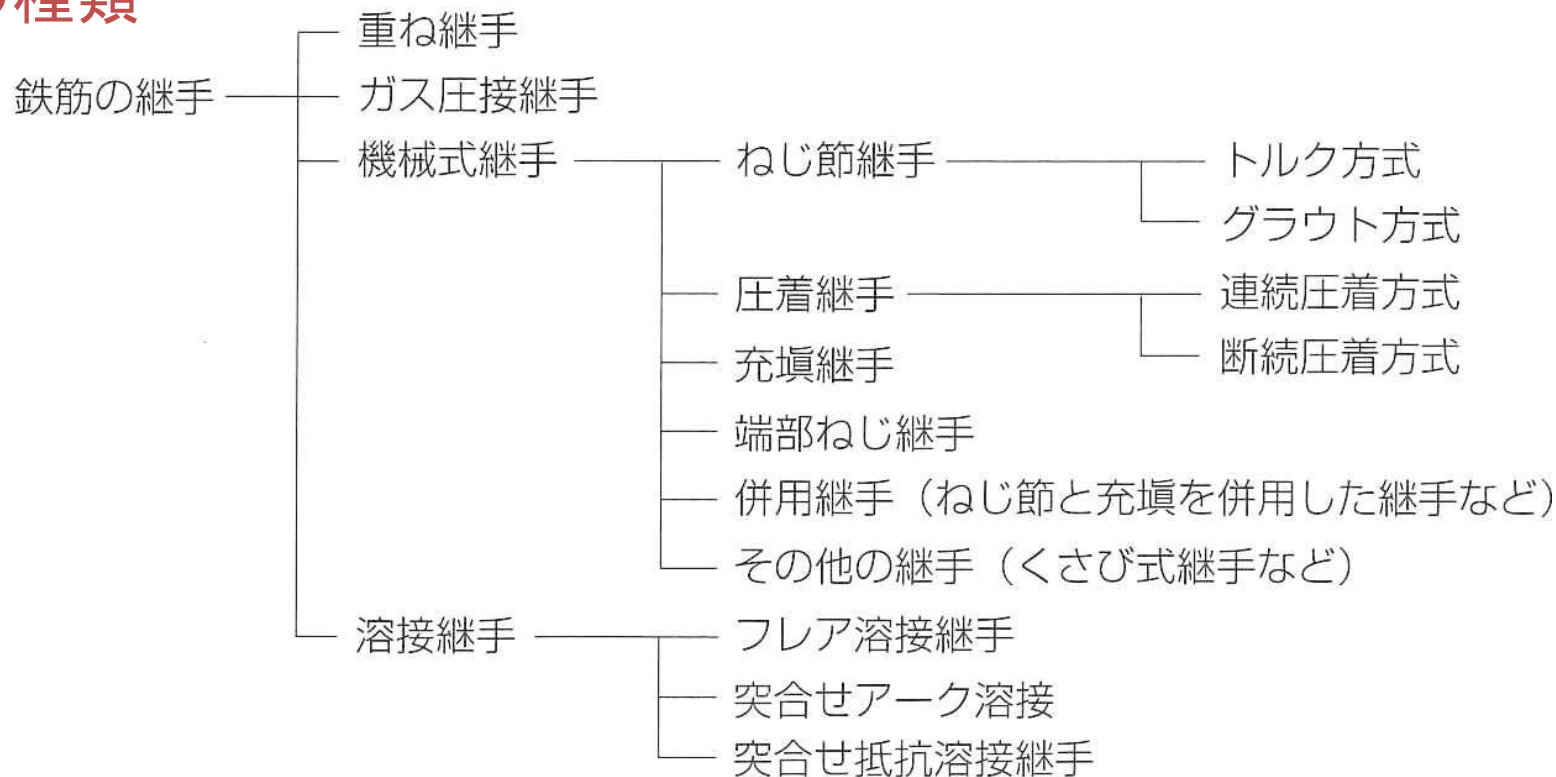 種類
重ね継手
鉄筋の継手
ガス圧接継手
機械式継手
ねじ節継手
トルク方式
グラウト方式
圧着継手
連続圧着方式
断続圧着方式
充塡継手
端部ねじ継手
併用継手（ねじ節と充塡を併用した継手など）
その他の継手（くさび式継手など）
溶接継手
フレア溶接継手
突合せアーク溶接
突合せ抵抗溶接継手